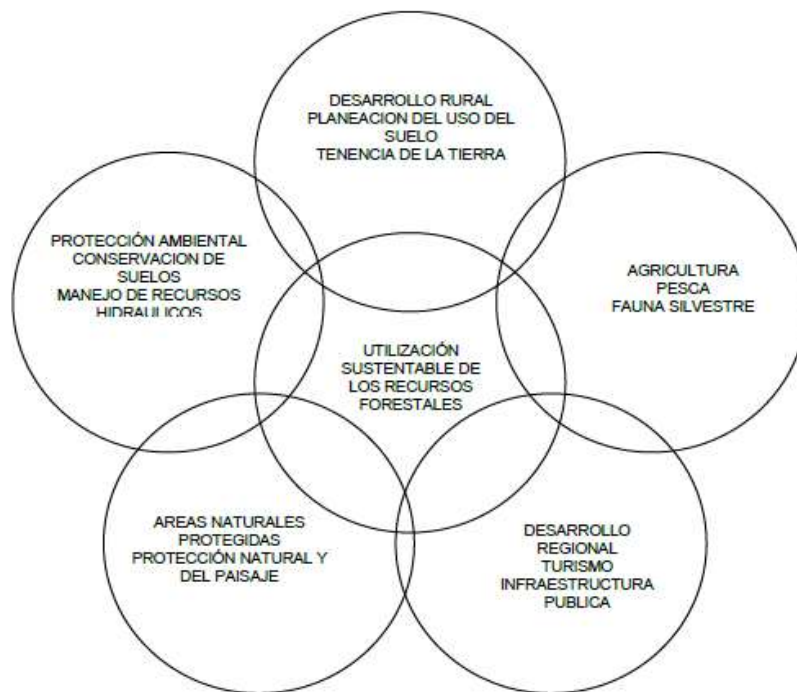 DESARROLLO RURAL
PLANEACION DEL USO DEL
SUELO
TENENCIA DE LA TIERRA
PROTECCIÓN AMBIENTAL
CONSERVACION DE
SUELOS
MANEJO DE RECURSOS
HIDRAULICOS
AGRICULTURA
PESCA
FAUNA SILVESTRE
UTILIZACIÓN
SUSTENTABLE DE
LOS RECURSOS
FORESTALES
AREAS NATURALES
PROTEGIDAS
PROTECCIÓN NATURAL Y
DEL PAISAJE
DESARROLLO
REGIONAL
TURISMO
INFRAESTRUCTURA
PUBLICA